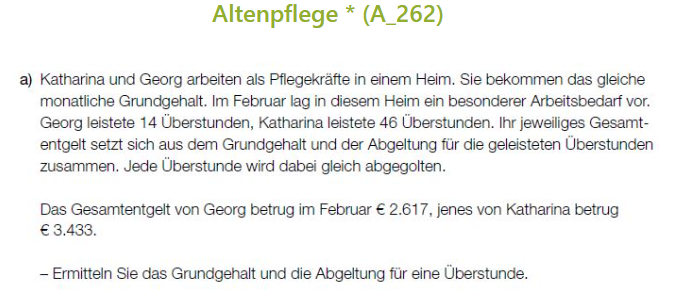 Altenpflege * (A_262)
a) Katharina und Georg arbeiten als Pflegekräfte in einem Heim. Sie bekommen das gleiche
monatliche Grundgehalt. Im Februar lag in diesem Heim ein besonderer Arbeitsbedarf vor.
Georg leistete 14 Überstunden, Katharina leistete 46 Überstunden. Ihr jeweiliges Gesamt-
entgelt setzt sich aus dem Grundgehalt und der Abgeltung für die geleisteten Überstunden
zusammen. Jede Überstunde wird dabei gleich abgegolten.
Das Gesamtentgelt von Georg betrug im Februar € 2.617, jenes von Katharina betrug
€ 3.433.
– Ermitteln Sie das Grundgehalt und die Abgeltung für eine Überstunde.